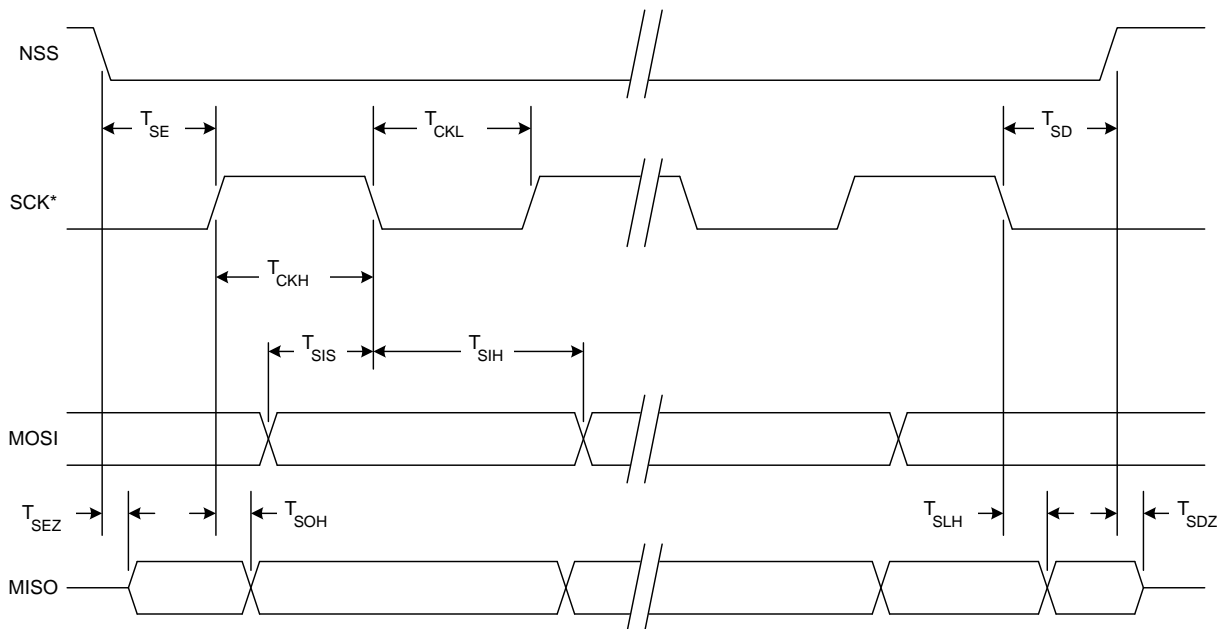 NSS
T_SE
T_CKL
T_SD
SCK*
T_CKH
T_SIS
T_SIH
MOSI
T_SEZ
T_SOH
T_SLH
T_SDZ
MISO